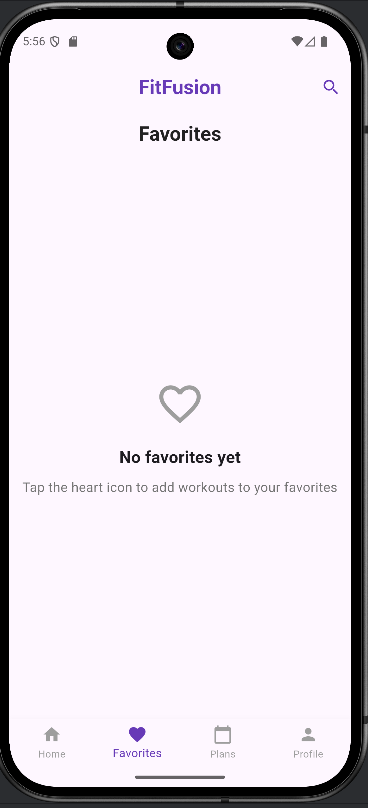 5:56
FitFusion
Favorites
No favorites yet
Tap the heart icon to add workouts to your favorites
Home
Favorites
Plans
Profile